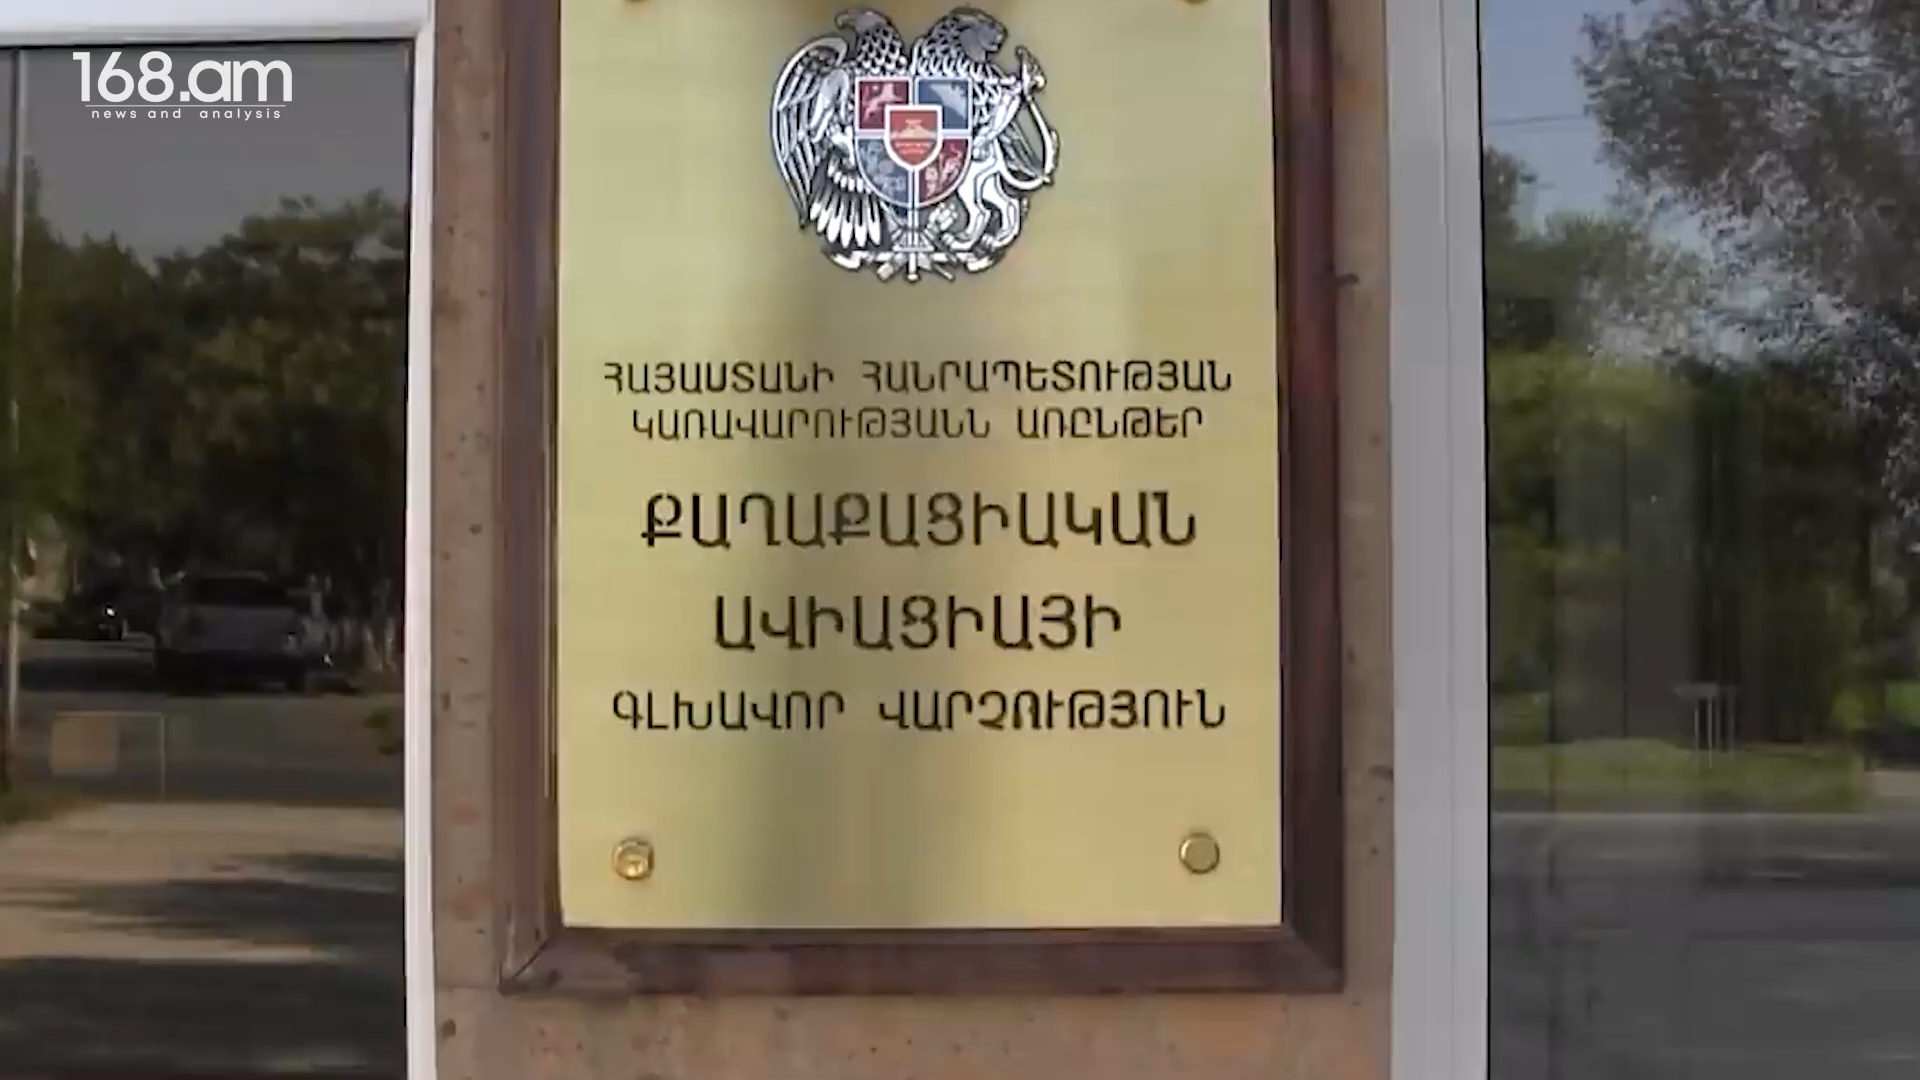 168.am
news and analysis
ՀԱՅԱՍՏԱՆԻ ՀԱՆՐԱՊԵՏՈՒԹՅԱՆ
ԿԱՌԱՎԱՐՈՒԹՅԱՆՆ ԱՌԸՆԹԵՐ
ՔԱՂԱՔԱՑԻԱԿԱՆ
ԱՎԻԱՑԻԱՅԻ
ԳԼԽԱՎՈՐ ՎԱՐՉՈՒԹՅՈՒՆ